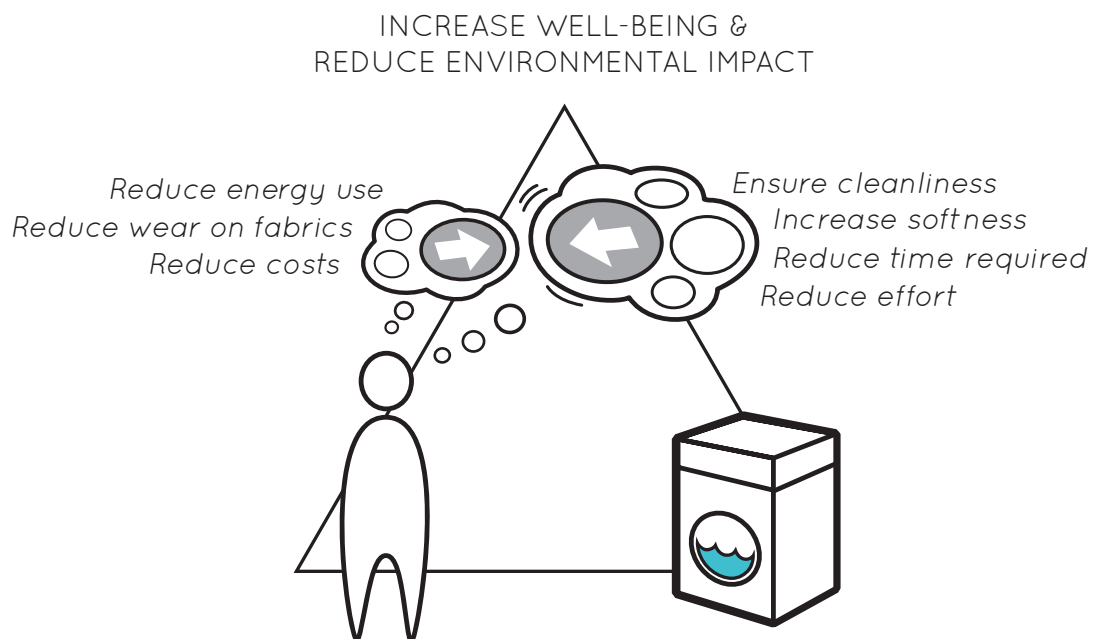 INCREASE WELL-BEING &
REDUCE ENVIRONMENTAL IMPACT
Reduce energy use
Reduce wear on fabrics
Reduce costs
Ensure cleanliness
Increase softness
Reduce time required
Reduce effort